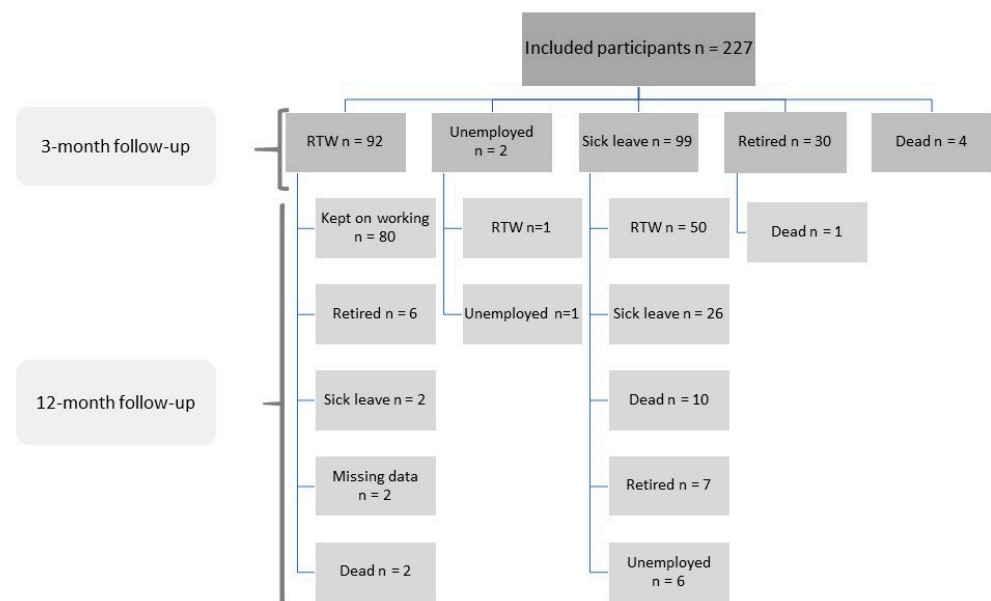 Included participants n = 227
3-month follow-up
RTW n = 92
Unemployed
n = 2
Sick leave n = 99
Retired n = 30
Dead n = 4
Kept on working
n = 80
RTW n=1
RTW n = 50
Dead n = 1
Retired n = 6
Unemployed n=1
Sick leave n = 26
12-month follow-up
Sick leave n = 2
Dead n = 10
Missing data
n = 2
Retired n = 7
Dead n = 2
Unemployed
n = 6